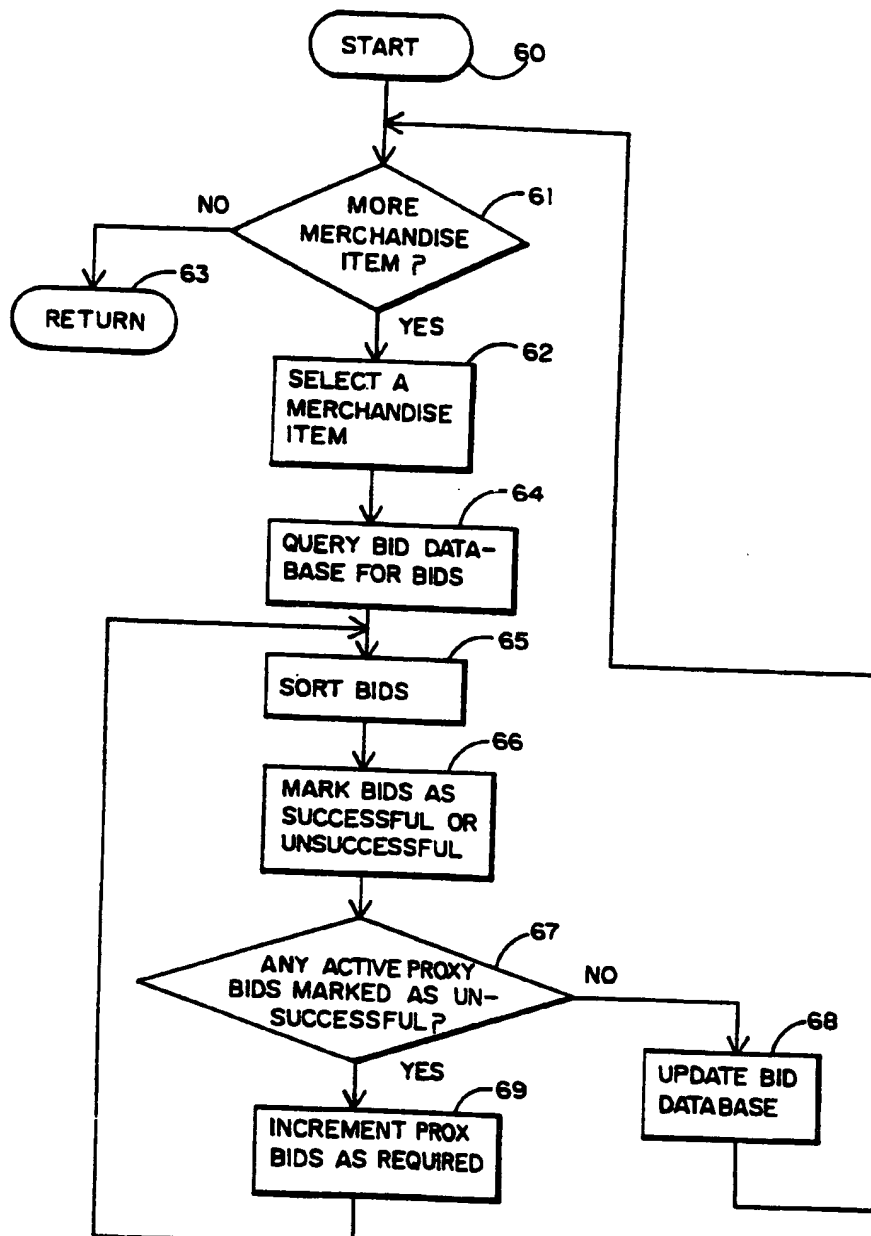 START
60
61
NO
MORE
MERCHANDISE
ITEM ?
63
RETURN
YES
62
SELECT A
MERCHANDISE
ITEM
64
QUERY BID DATA-
BASE FOR BIDS
65
SORT BIDS
66
MARK BIDS AS
SUCCESSFUL OR
UNSUCCESSFUL
67
ANY ACTIVE PROXY
BIDS MARKED AS UN-
SUCCESSFUL?
NO
68
UPDATE BID
DATABASE
YES
69
INCREMENT PROX
BIDS AS REQUIRED